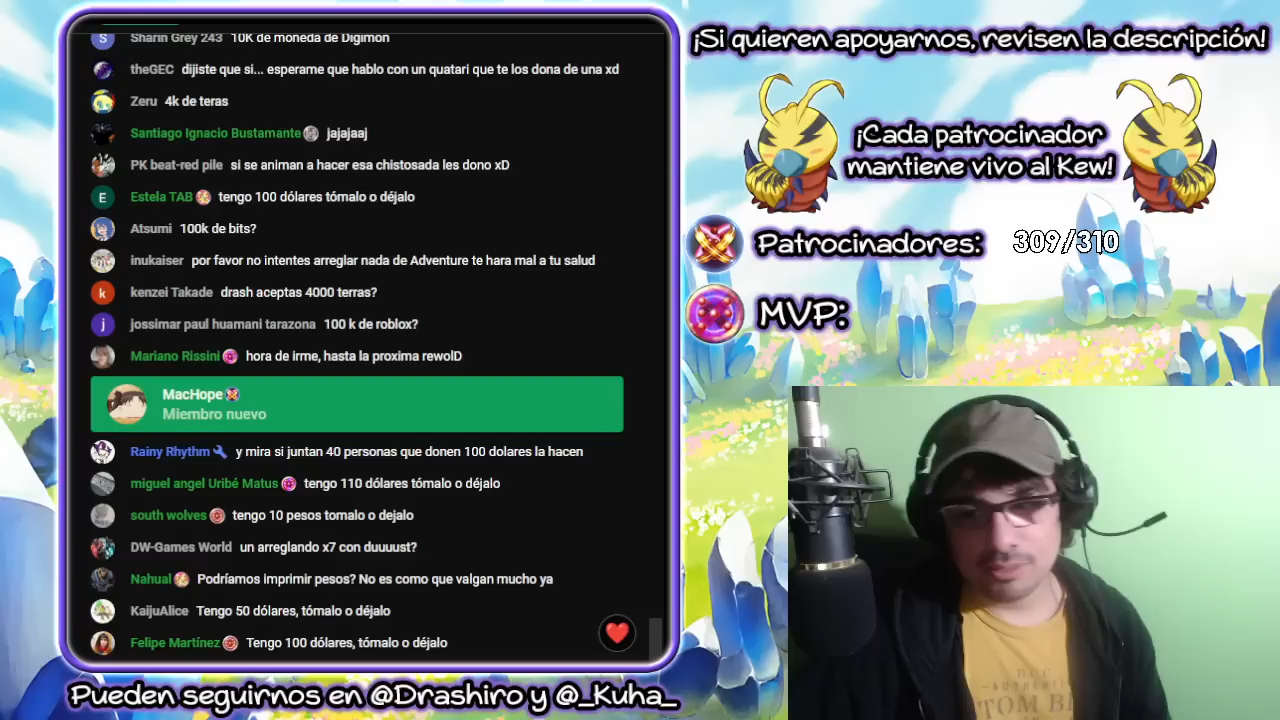 Sharin Grey 243 10K de moneda de Digimon
theGEC dijiste que si... esperame que hablo con un quatari que te los dona de una xd
Zeru 4k de teras
Santiago Ignacio Bustamante jajajaaj
PK beat-red pile si se animan a hacer esa chistosada les dono xD
E Estela TAB tengo 100 dólares tómalo o déjalo
Atsumi 100k de bits?
inukaiser por favor no intentes arreglar nada de Adventure te hara mal a tu salud
k kenzei Takade drash aceptas 4000 terras?
j jossimar paul huamani tarazona 100 k de roblox?
Mariano Rissini hora de irme, hasta la proxima rewolD
MacHope
Miembro nuevo
Rainy Rhythm y mira si juntan 40 personas que donen 100 dolares la hacen
miguel angel Uribé Matus tengo 110 dólares tómalo o déjalo
south wolves tengo 10 pesos tomalo o dejalo
DW-Games World un arreglando x7 con duuuust?
Nahual Podríamos imprimir pesos? No es como que valgan mucho ya
KaijuAlice Tengo 50 dólares, tómalo o déjalo
Felipe Martínez Tengo 100 dólares, tómalo o déjalo
Pueden seguirnos en @Drashiro y @_Kuha_
¡Si quieren apoyarnos, revisen la descripción!
¡Cada patrocinador
mantiene vivo al Kew!
Patrocinadores: 309/310
MVP: